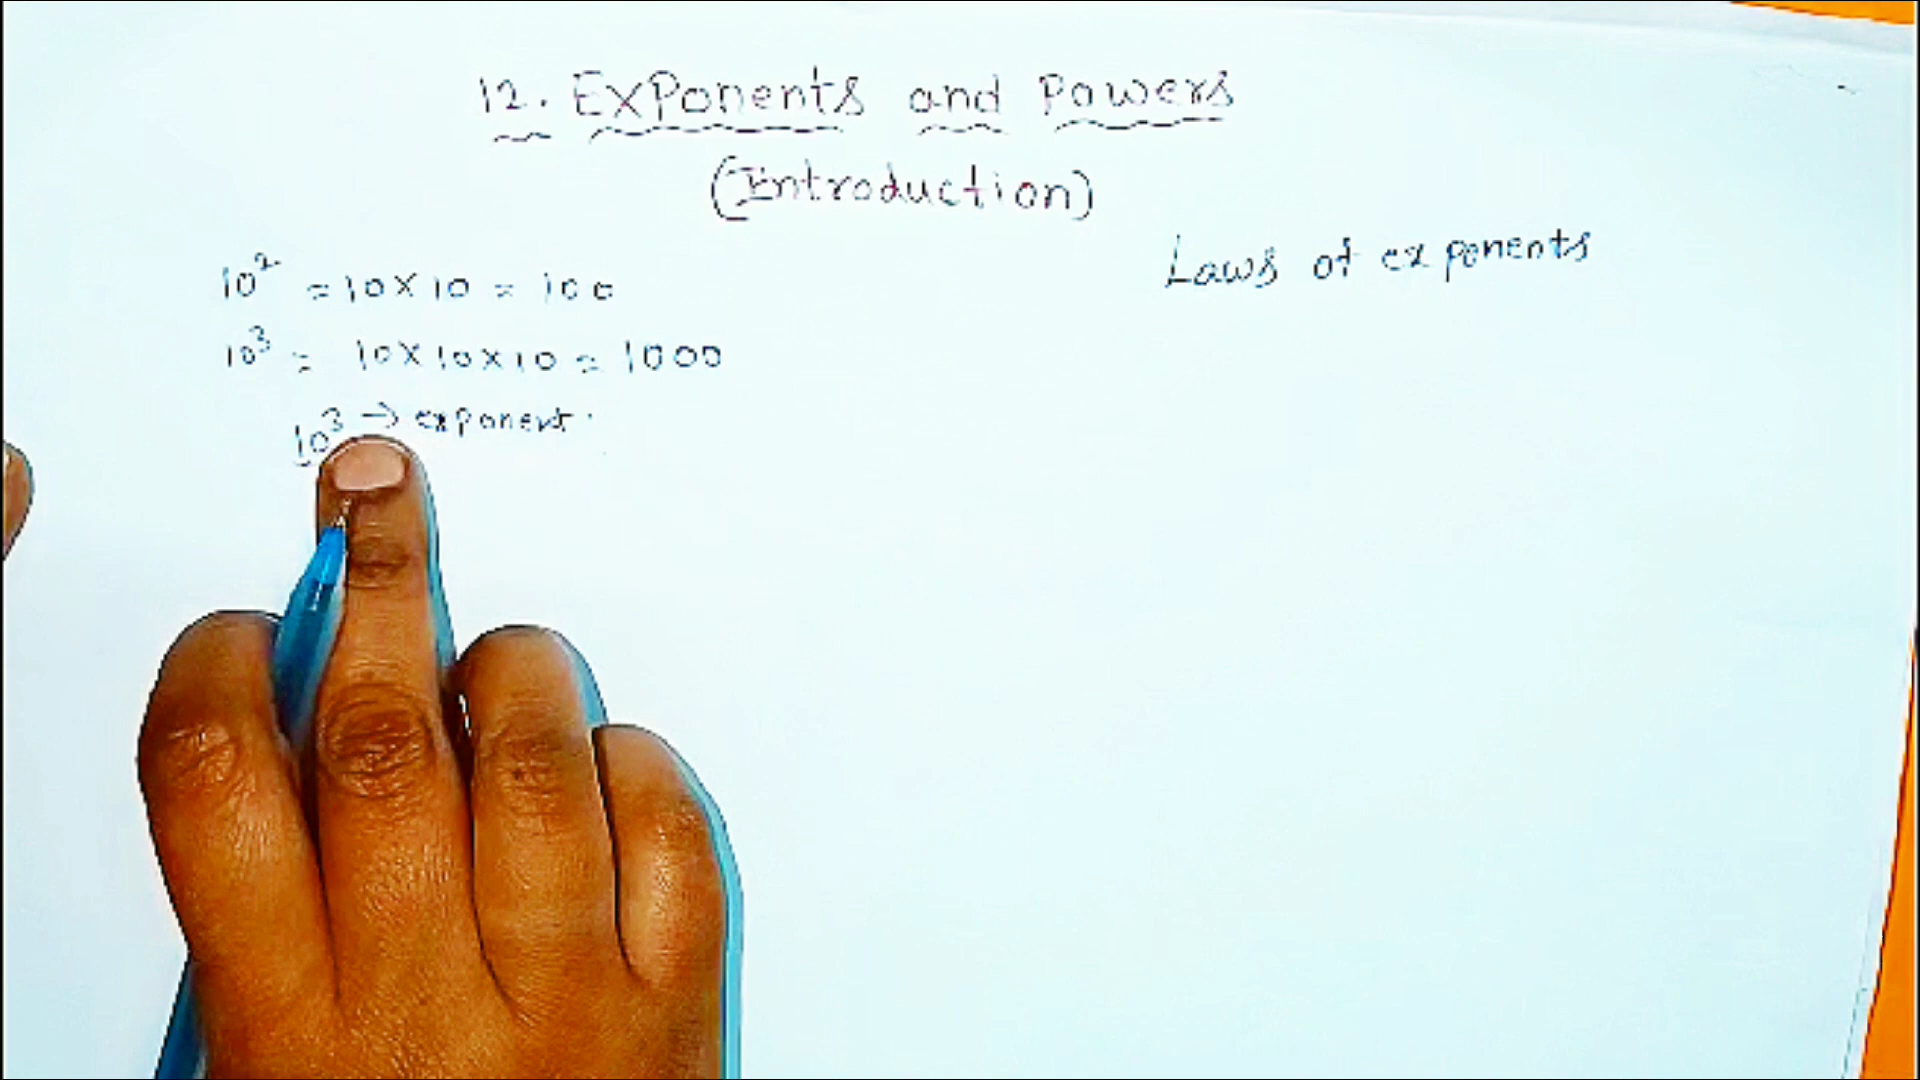 12. Exponents and Powers
(Introduction)
10² = 10 × 10 = 100
10³ = 10 × 10 × 10 = 1000
10³ → exponent.
Laws of exponents